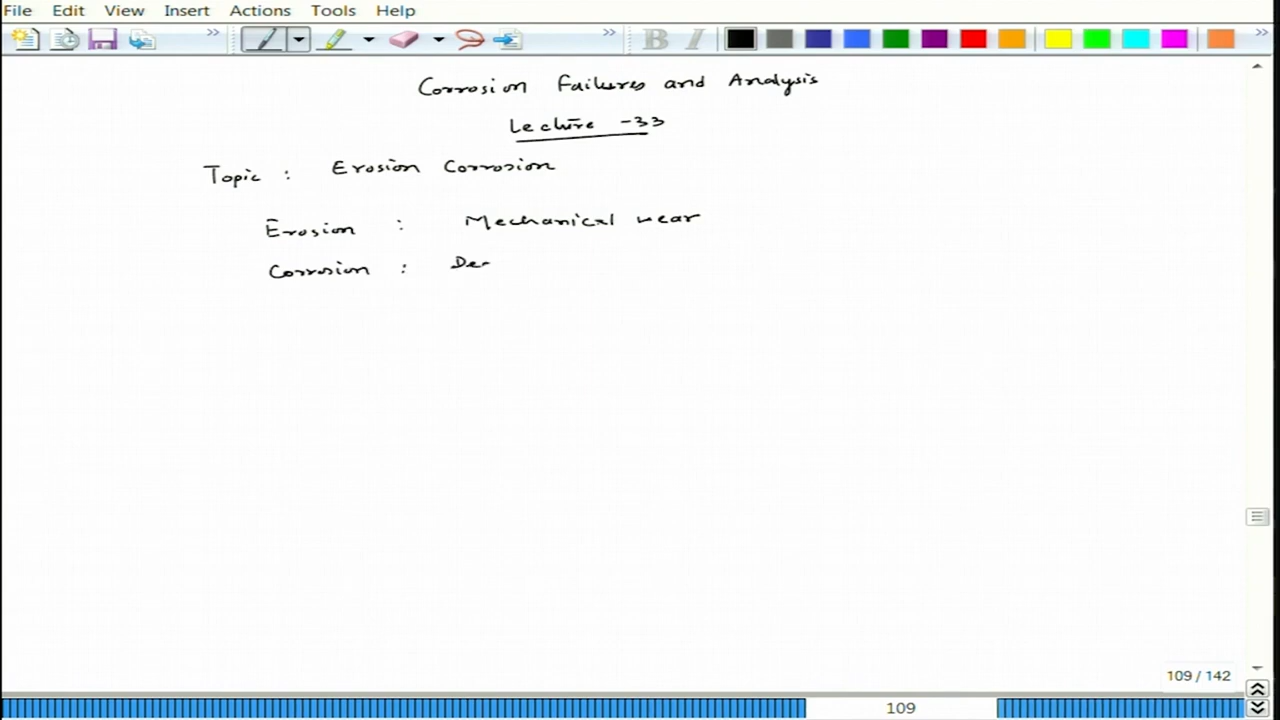 File Edit View Insert Actions Tools Help
B I
Corrosion Failures and Analysis
Lecture -33
Topic : Erosion Corrosion
Erosion : Mechanical wear
Corrosion : De
109 / 142
109